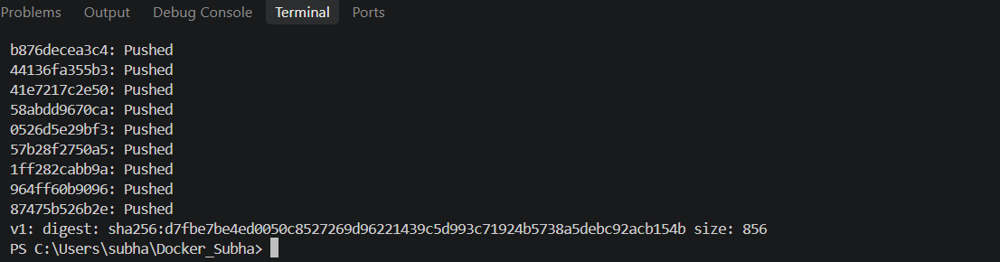 Problems Output Debug Console Terminal Ports
b876decea3c4: Pushed
44136fa355b3: Pushed
41e7217c2e50: Pushed
58abdd9670ca: Pushed
0526d5e29bf3: Pushed
57b28f2750a5: Pushed
1ff282cabb9a: Pushed
964ff60b9096: Pushed
87475b526b2e: Pushed
v1: digest: sha256:d7fbe7be4ed0050c8527269d96221439c5d993c71924b5738a5debc92acb154b size: 856
PS C:\Users\subha\Docker_Subha>